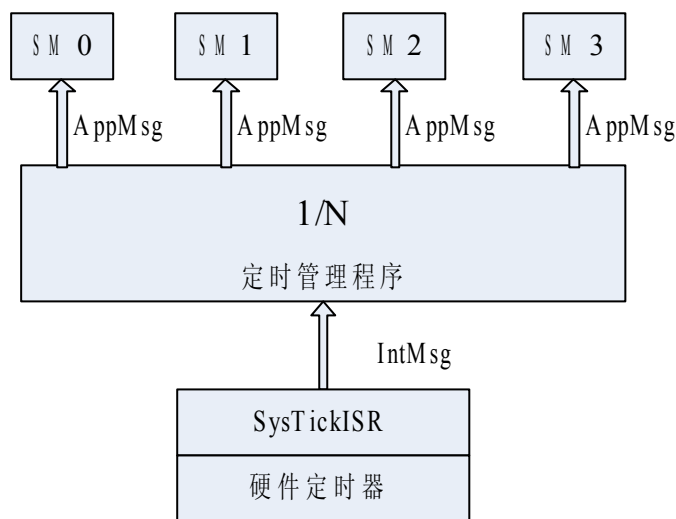 SM 0
SM 1
SM 2
SM 3
AppMsg
AppMsg
AppMsg
AppMsg
1/N
定时管理程序
IntMsg
SysTickISR
硬件定时器